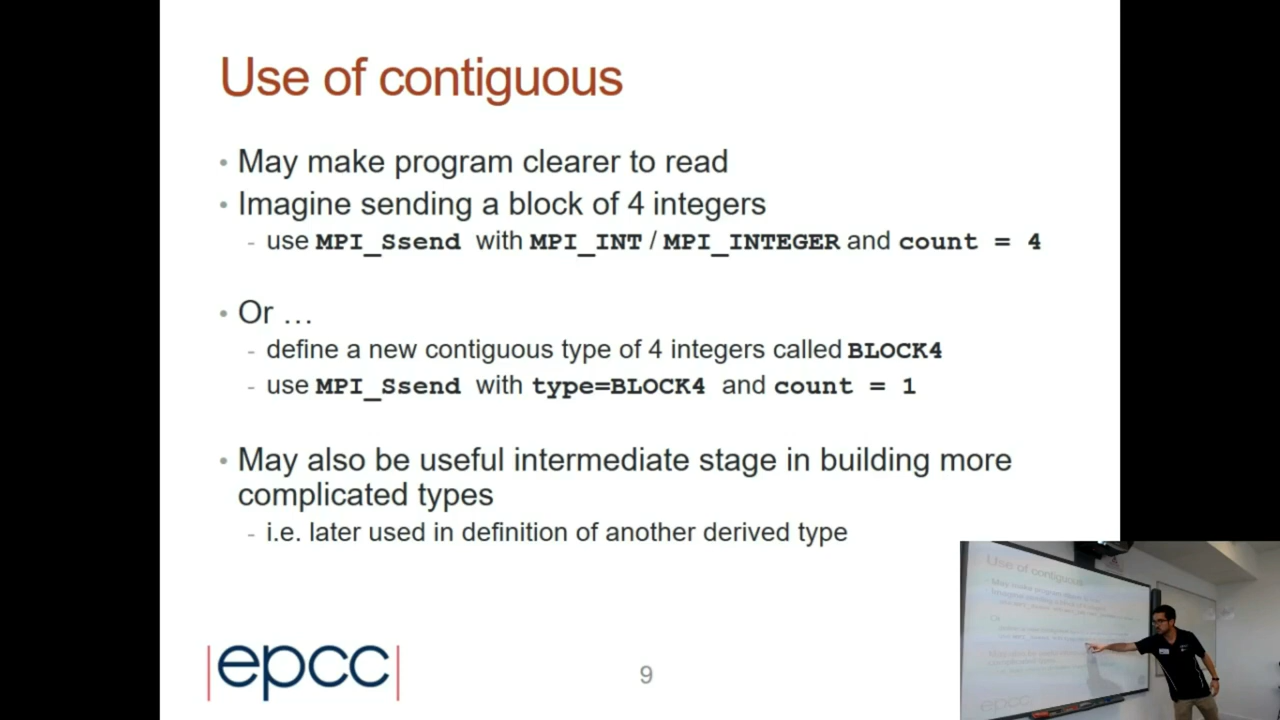 Use of contiguous
• May make program clearer to read
• Imagine sending a block of 4 integers
- use MPI_Ssend with MPI_INT / MPI_INTEGER and count = 4
• Or …
- define a new contiguous type of 4 integers called BLOCK4
- use MPI_Ssend with type=BLOCK4 and count = 1
• May also be useful intermediate stage in building more
complicated types
- i.e. later used in definition of another derived type
|epcc|
9
Use of contiguous